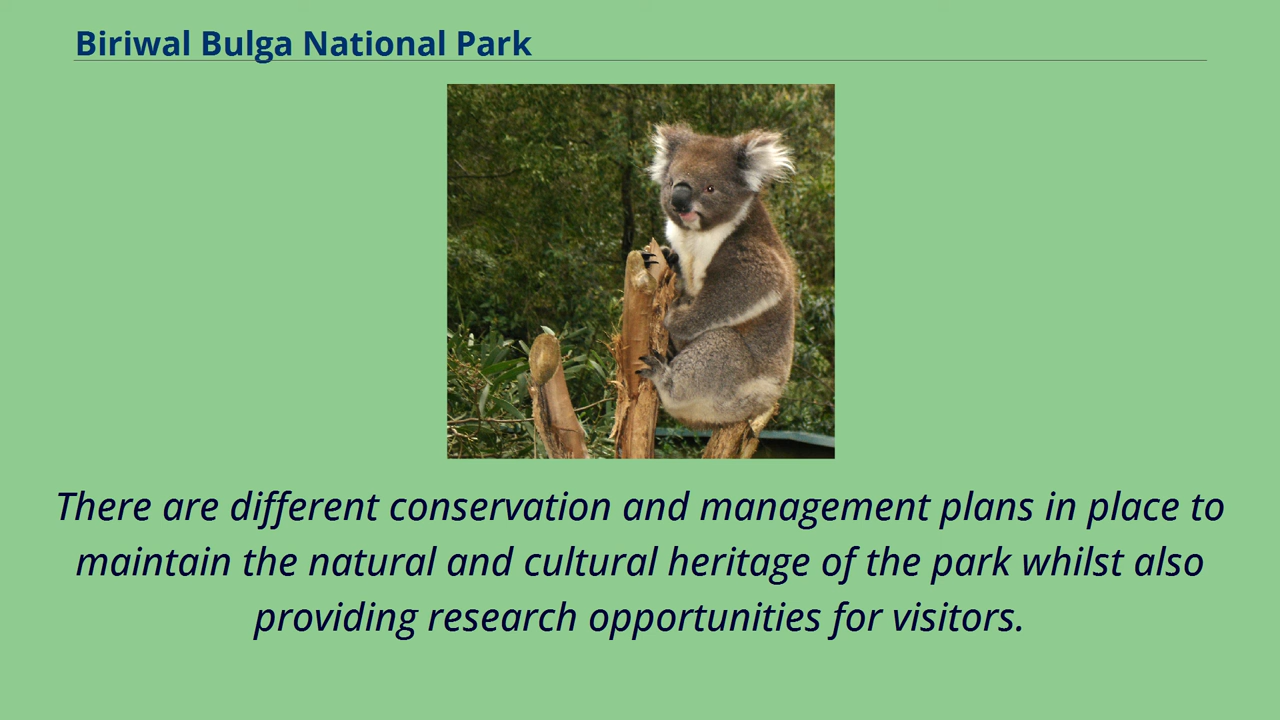 Biriwal Bulga National Park
There are different conservation and management plans in place to
maintain the natural and cultural heritage of the park whilst also
providing research opportunities for visitors.